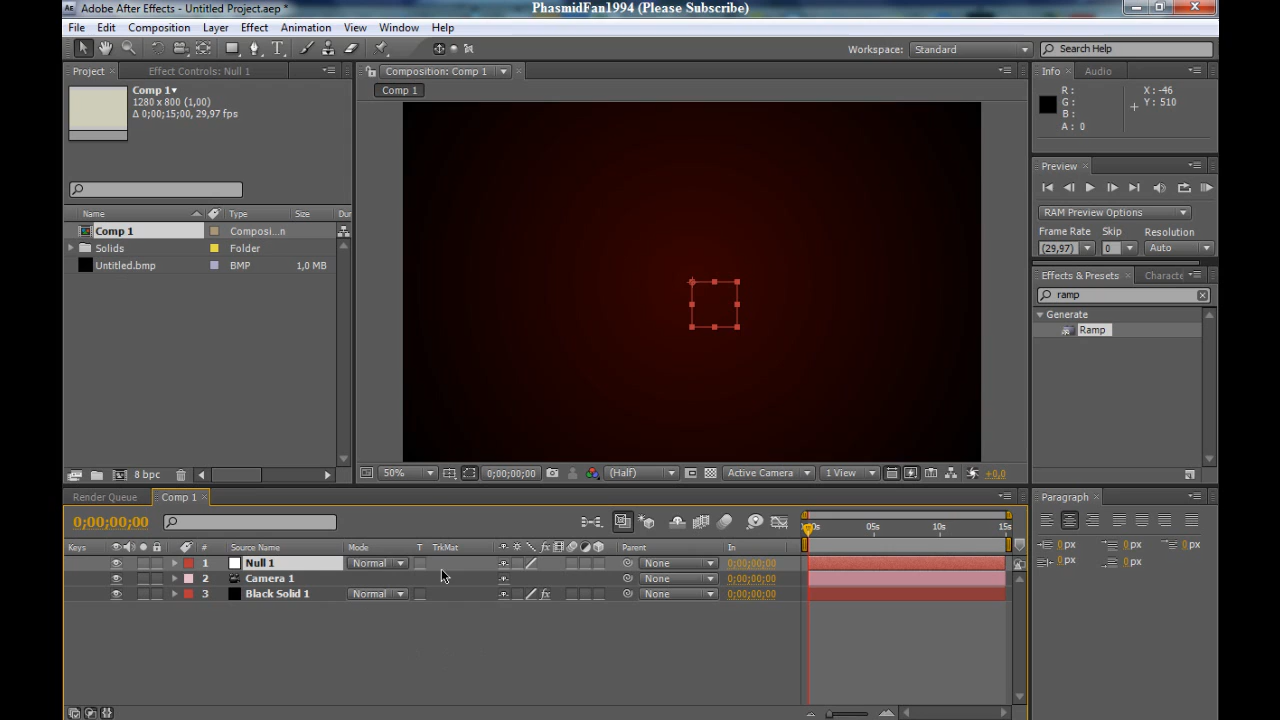 Adobe After Effects - Untitled Project.aep *
PhasmidFan1994 (Please Subscribe)
File Edit Composition Layer Effect Animation View Window Help
Workspace: Standard
Search Help
Project
Effect Controls: Null 1
Comp 1▾
1280 x 800 (1,00)
Δ 0;00;15;00, 29,97 fps
Name Type Size Dur
Comp 1 Composi...n
Solids Folder
Untitled.bmp BMP 1,0 MB
8 bpc
Composition: Comp 1
Comp 1
50%
0;00;00;00
(Half)
Active Camera
1 View
+0,0
Info
Audio
R :
G :
B :
A : 0
X : -46
Y : 510
Preview
RAM Preview Options
Frame Rate Skip Resolution
(29,97) 0 Auto
Effects & Presets
Characte
ramp
Generate
Ramp
Render Queue
Comp 1
0;00;00;00
Keys # Source Name Mode T TrkMat Parent In
1 Null 1 Normal None 0;00;00;00
2 Camera 1 None 0;00;00;00
3 Black Solid 1 Normal None 0;00;00;00
05s 10s 15s
Paragraph
0 px 0 px 0 px
0 px 0 px